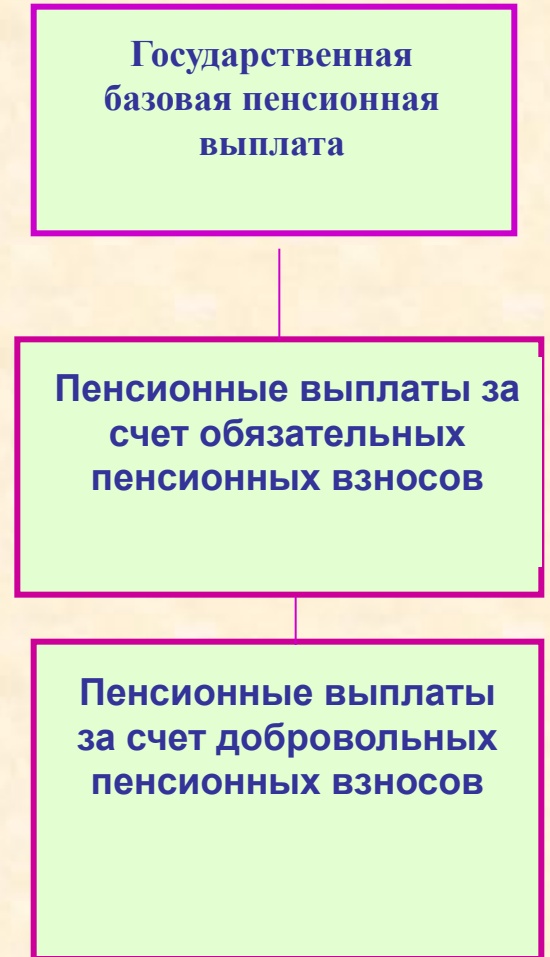 Государственная
базовая пенсионная
выплата
Пенсионные выплаты за
счет обязательных
пенсионных взносов
Пенсионные выплаты
за счет добровольных
пенсионных взносов